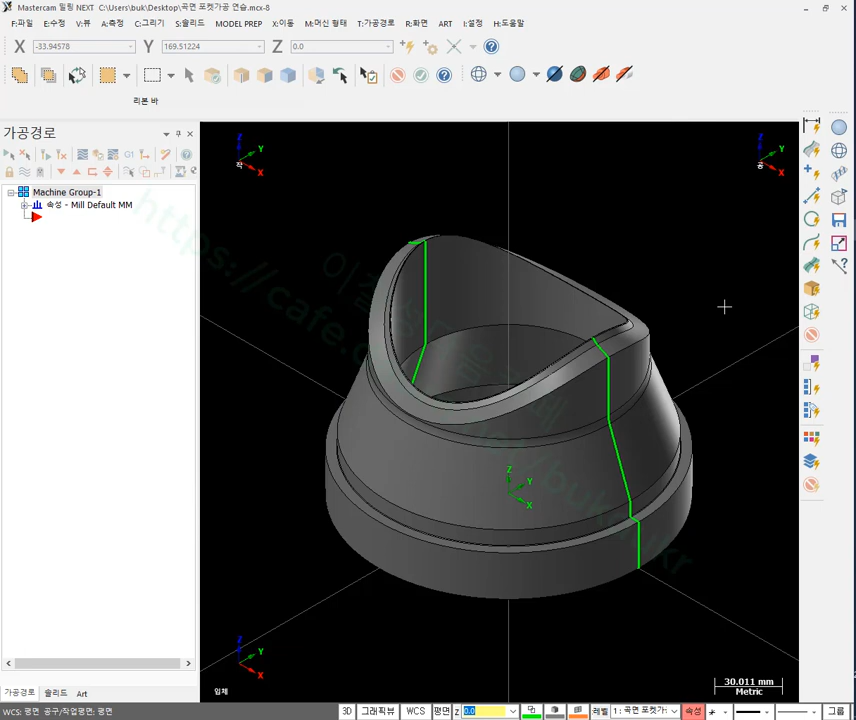 Mastercam 밀링 NEXT  C:\Users\buk\Desktop\곡면 포켓가공 연습.mcx-8
F:파일 E:수정 V:뷰 A:측정 C:그리기 S:솔리드 MODEL PREP X:이동 M:머신 형태 T:가공경로 R:화면 ART I:설정 H:도움말
X -33.94578 Y 169.51224 Z 0.0
리본 바
가공경로
Machine Group-1
속성 - Mill Default MM
Z Y X
Z Y X
Z Y X
Z Y X
입체
30.011 mm
Metric
가공경로 솔리드 Art
WCS: 평면 공구/작업평면: 평면
3D 그래픽뷰 WCS 평면 Z 0.0 레벨 1 : 곡면 포켓가: 속성 그룹